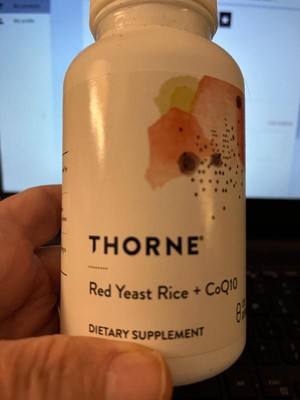 THORNE®
Red Yeast Rice + CoQ10
DIETARY SUPPLEMENT